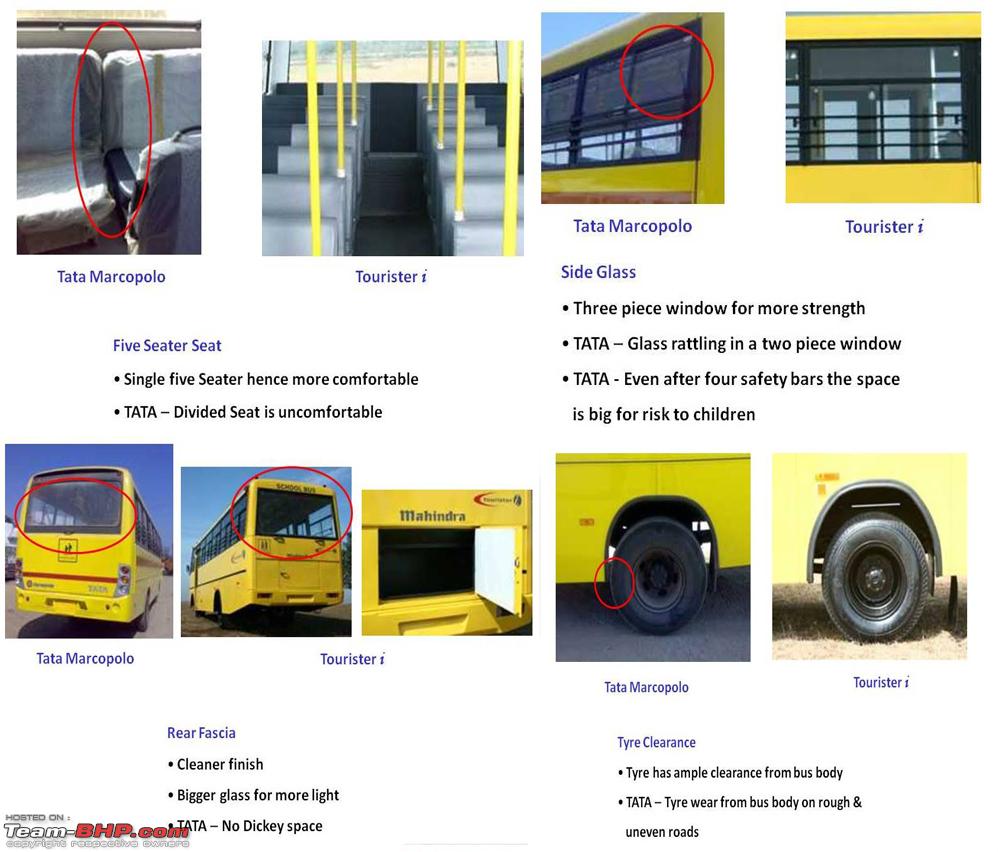 Tata Marcopolo
Tourister i
Five Seater Seat
• Single five Seater hence more comfortable
• TATA – Divided Seat is uncomfortable
Tata Marcopolo
Tourister i
Side Glass
• Three piece window for more strength
• TATA – Glass rattling in a two piece window
• TATA - Even after four safety bars the space
is big for risk to children
TATA
SCHOOL BUS
Mahindra
Tourister
Mahindra
Tata Marcopolo
Tourister i
Rear Fascia
• Cleaner finish
• Bigger glass for more light
• TATA – No Dickey space
Tata Marcopolo
Tourister i
Tyre Clearance
• Tyre has ample clearance from bus body
• TATA – Tyre wear from bus body on rough &
uneven roads
HOSTED ON :
Team-BHP.com
copyright respective owners